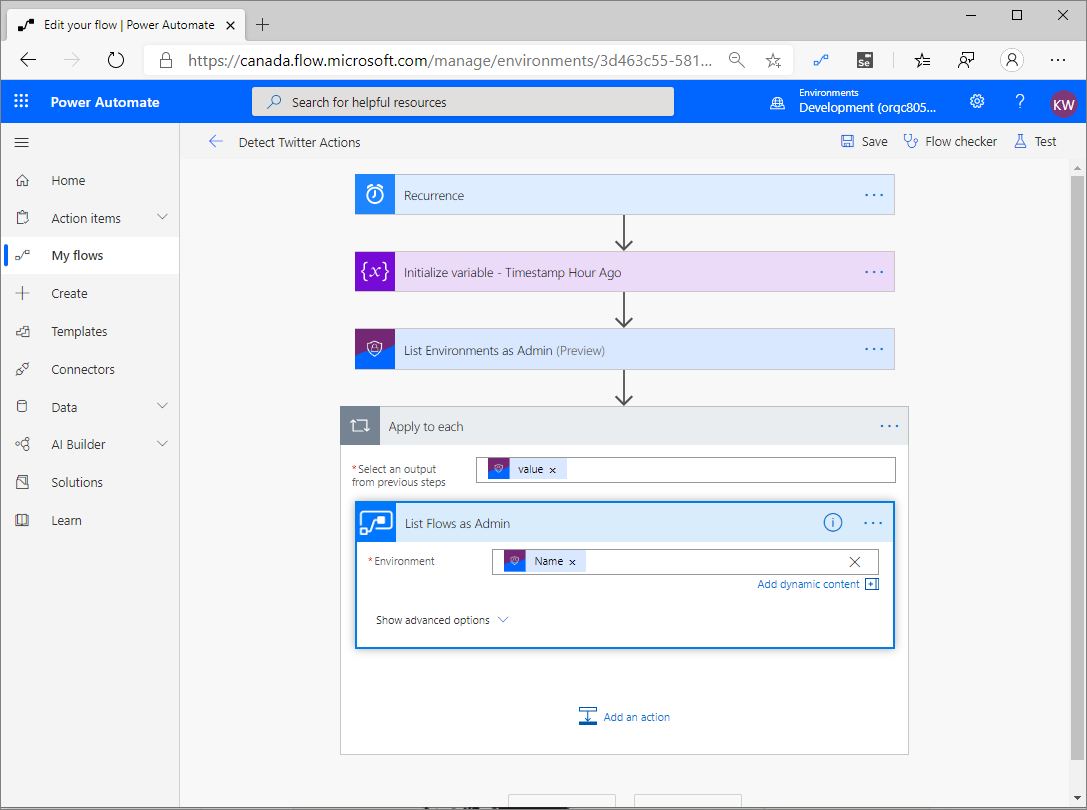 Edit your flow | Power Automate
https://canada.flow.microsoft.com/manage/environments/3d463c55-581...
Se
Power Automate
Search for helpful resources
Environments
Development (orgc805...
?
KW
Detect Twitter Actions
Save
Flow checker
Test
Home
Action items
My flows
Create
Templates
Connectors
Data
AI Builder
Solutions
Learn
Recurrence
{x}
Initialize variable - Timestamp Hour Ago
List Environments as Admin (Preview)
Apply to each
*Select an output
from previous steps
value x
List Flows as Admin
*Environment
Name x
Add dynamic content
Show advanced options
Add an action